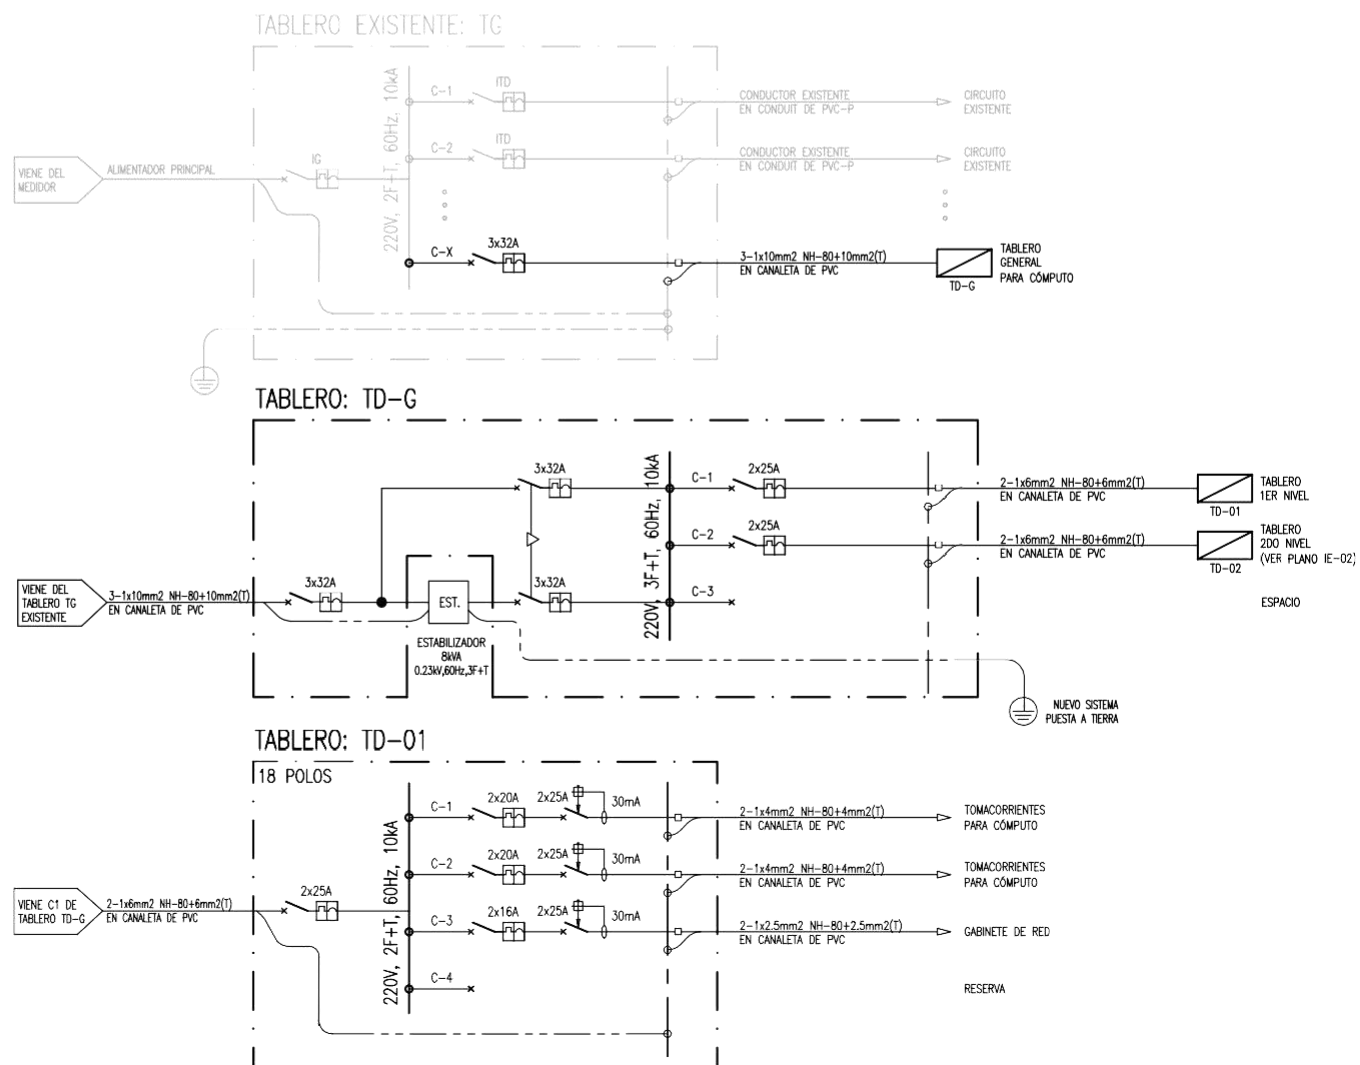 TABLERO EXISTENTE: TG
VIENE DEL
MEDIDOR
ALIMENTADOR PRINCIPAL
IG
220V, 2F+T, 60Hz, 10kA
C-1
ITD
CONDUCTOR EXISTENTE
EN CONDUIT DE PVC-P
CIRCUITO
EXISTENTE
C-2
ITD
CONDUCTOR EXISTENTE
EN CONDUIT DE PVC-P
CIRCUITO
EXISTENTE
C-X
3x32A
3-1x10mm2 NH-80+10mm2(T)
EN CANALETA DE PVC
TD-G
TABLERO
GENERAL
PARA CÓMPUTO
TABLERO: TD-G
VIENE DEL
TABLERO TG
EXISTENTE
3-1x10mm2 NH-80+10mm2(T)
EN CANALETA DE PVC
3x32A
EST.
ESTABILIZADOR
8kVA
0.23kV,60Hz,3F+T
3x32A
3x32A
220V, 3F+T, 60Hz, 10kA
C-1
2x25A
2-1x6mm2 NH-80+6mm2(T)
EN CANALETA DE PVC
TD-01
TABLERO
1ER NIVEL
C-2
2x25A
2-1x6mm2 NH-80+6mm2(T)
EN CANALETA DE PVC
TD-02
TABLERO
2DO NIVEL
(VER PLANO IE-02)
C-3
ESPACIO
NUEVO SISTEMA
PUESTA A TIERRA
TABLERO: TD-01
18 POLOS
VIENE C1 DE
TABLERO TD-G
2-1x6mm2 NH-80+6mm2(T)
EN CANALETA DE PVC
2x25A
220V, 2F+T, 60Hz, 10kA
C-1
2x20A
2x25A
30mA
2-1x4mm2 NH-80+4mm2(T)
EN CANALETA DE PVC
TOMACORRIENTES
PARA CÓMPUTO
C-2
2x20A
2x25A
30mA
2-1x4mm2 NH-80+4mm2(T)
EN CANALETA DE PVC
TOMACORRIENTES
PARA CÓMPUTO
C-3
2x16A
2x25A
30mA
2-1x2.5mm2 NH-80+2.5mm2(T)
EN CANALETA DE PVC
GABINETE DE RED
C-4
RESERVA